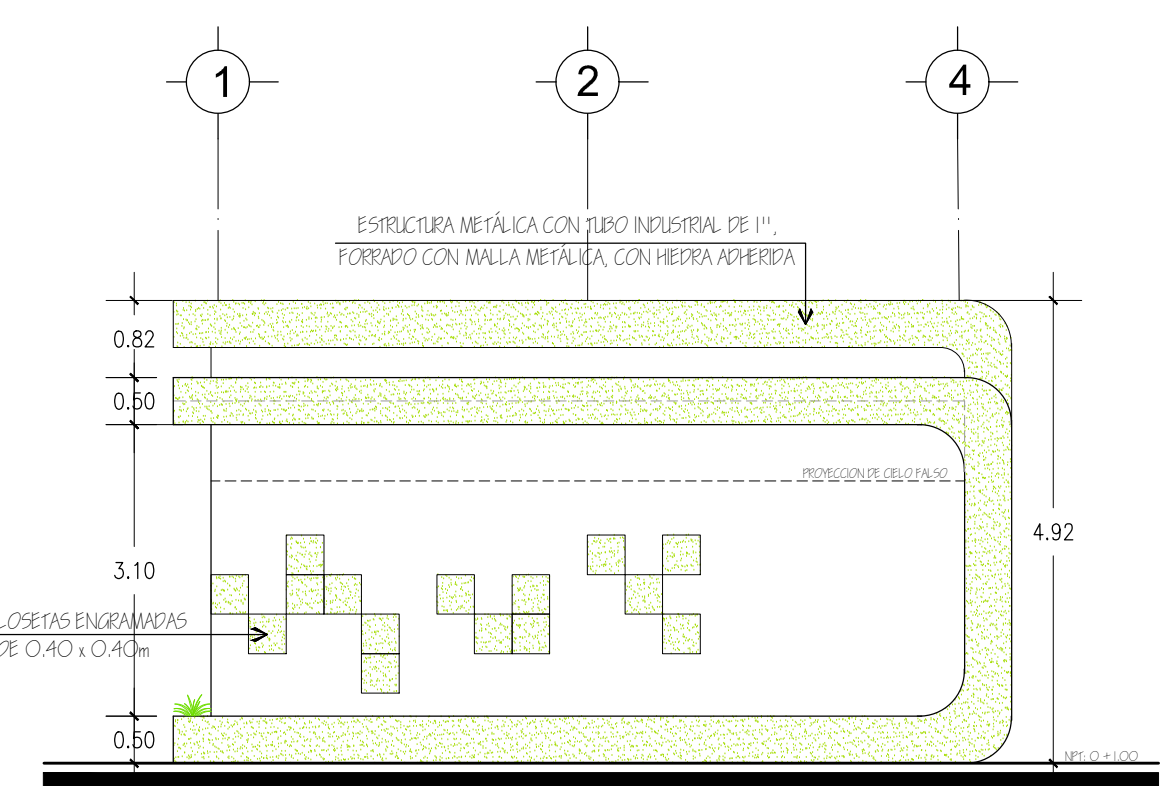 1 2 4
ESTRUCTURA METÁLICA CON TUBO INDUSTRIAL DE 1'',
FORRADO CON MALLA METÁLICA, CON HIEDRA ADHERIDA
0.82
0.50
PROYECCION DE CIELO FALSO
4.92
3.10
LOSETAS ENGRAMADAS
DE 0.40 x 0.40m
0.50
NPT: 0 + 1.00